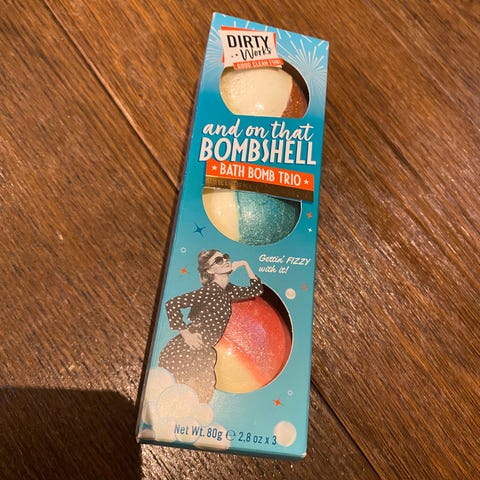 DIRTY
Works
GOOD CLEAN FUN!
and on that
BOMBSHELL
BATH BOMB TRIO
Gettin' FIZZY
with it!
Net Wt. 80g ℮ 2,8 oz x 3